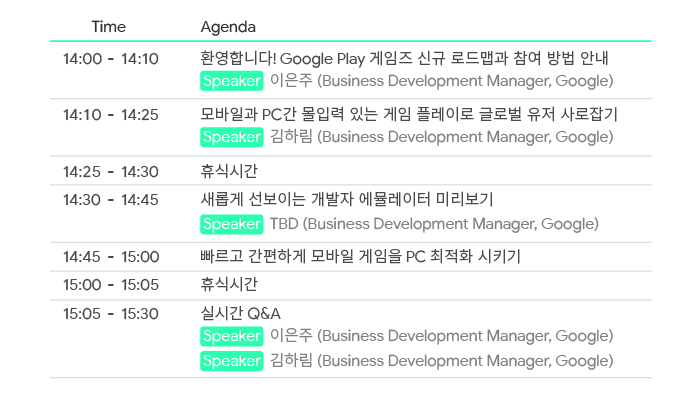 Time Agenda
14:00 - 14:10 환영합니다! Google Play 게임즈 신규 로드맵과 참여 방법 안내
Speaker 이은주 (Business Development Manager, Google)
14:10 - 14:25 모바일과 PC간 몰입력 있는 게임 플레이로 글로벌 유저 사로잡기
Speaker 김하림 (Business Development Manager, Google)
14:25 - 14:30 휴식시간
14:30 - 14:45 새롭게 선보이는 개발자 에뮬레이터 미리보기
Speaker TBD (Business Development Manager, Google)
14:45 - 15:00 빠르고 간편하게 모바일 게임을 PC 최적화 시키기
15:00 - 15:05 휴식시간
15:05 - 15:30 실시간 Q&A
Speaker 이은주 (Business Development Manager, Google)
Speaker 김하림 (Business Development Manager, Google)